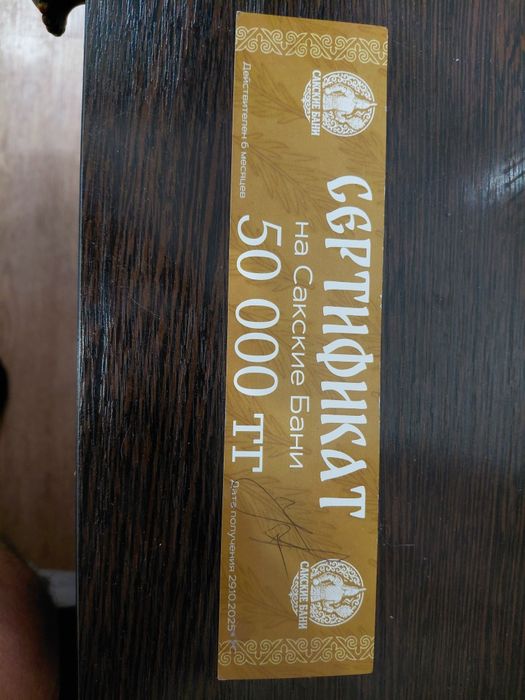 САКСКИЕ БАНИ
САКСКИЕ БАНИ
СЕРТИФИКАТ
на Сакские Бани
50 000 ТГ
Действителен 6 месяцев
Дата получения 29.10.2025